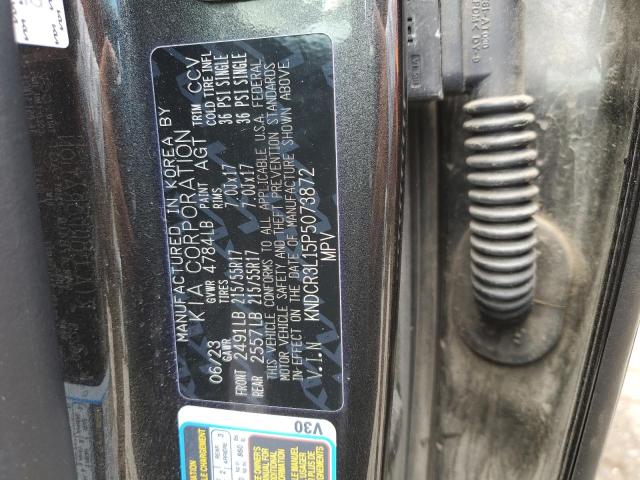 MANUFACTURED IN KOREA BY
KIA CORPORATION
06/23 GVWR 4784LB PAINT AGT TRIM CCV
GAWR TIRES RIMS COLD TIRE INFL
FRONT 2491LB 215/55R17 7.0Jx17 36 PSI SINGLE
REAR 2557LB 215/55R17 7.0Jx17 36 PSI SINGLE
THIS VEHICLE CONFORMS TO ALL APPLICABLE U.S.A. FEDERAL
MOTOR VEHICLE SAFETY AND THEFT PREVENTION STANDARDS
IN EFFECT ON THE DATE OF MANUFACTURE SHOWN ABOVE.
V.I.N KNDCR3L15P5073872
MPV
V30
REAR 3
ARRIÈRE